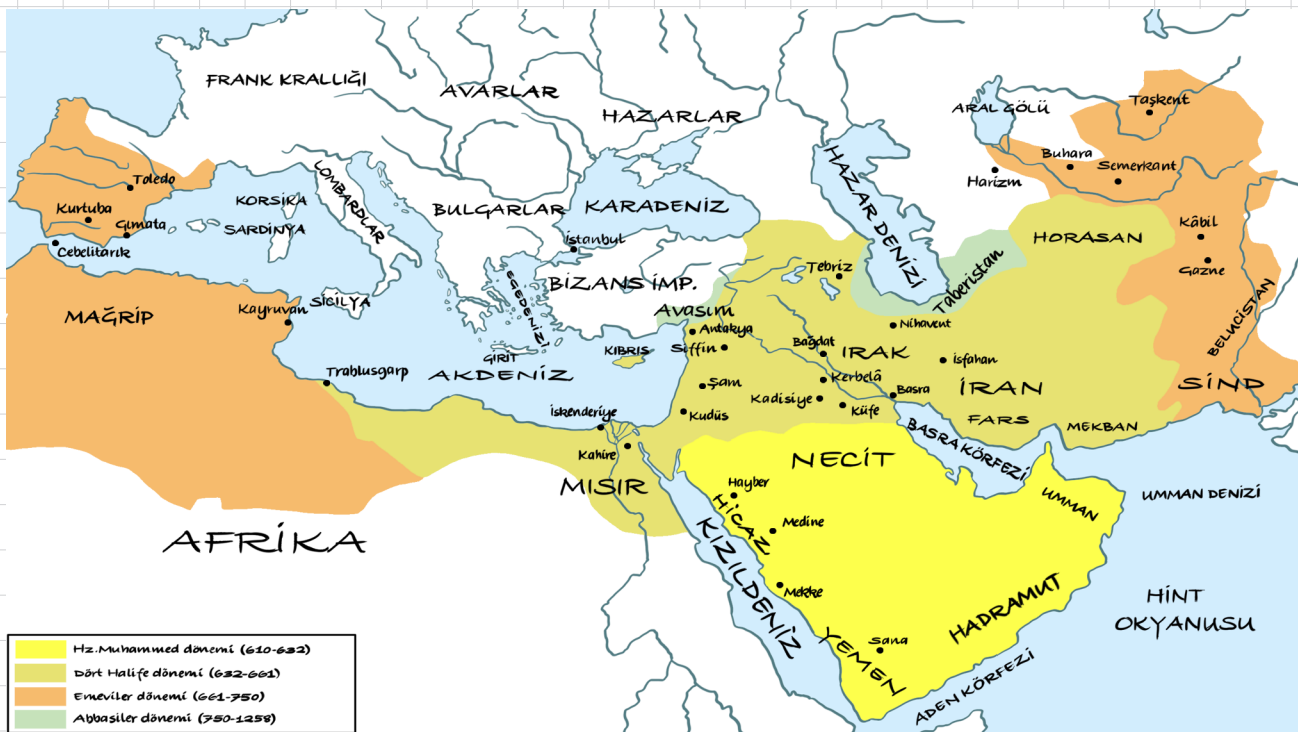 FRANK KRALLIĞI
AVARLAR
HAZARLAR
ARAL GÖLÜ
Taşkent
Buhara
Semerkant
Harizm
HAZAR DENİZİ
LOMBARDLAR
KORSİKA
SARDİNYA
BULGARLAR
KARADENİZ
Toledo
Kurtuba
Gırnata
Cebelitarık
İstanbul
BİZANS İMP.
EGE DENİZİ
Tebriz
Taberistan
HORASAN
Kâbil
Gazne
BELUCİSTAN
SİND
MAĞRİP
Kayruvan
SİCİLYA
GİRİT
KIBRIS
AKDENİZ
Avasım
Antakya
Sıffin
Nihavent
Bağdat
IRAK
İsfahan
İRAN
Trablusgarp
Şam
Kerbelâ
Kadisiye
Küfe
Basra
Kudüs
FARS
MEKBAN
İskenderiye
Kahire
MISIR
BASRA KÖRFEZİ
NECİT
Hayber
HİCAZ
Medine
Mekke
KIZILDENİZ
UMMAN
UMMAN DENİZİ
AFRİKA
HADRAMUT
HİNT
OKYANUSU
Sana
YEMEN
ADEN KÖRFEZİ
Hz.Muhammed dönemi (610-632)
Dört Halife dönemi (632-661)
Emeviler dönemi (661-750)
Abbasiler dönemi (750-1258)